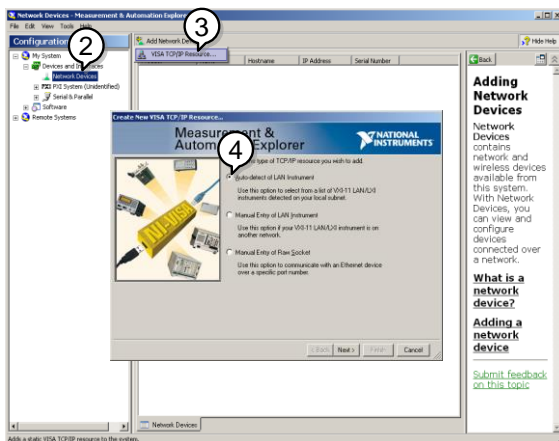 Network Devices - Measurement & Automation Explorer
File Edit View Tools Help
Configuration
Add Network Dev
Hide Help
2
3
VISA TCP/IP Resource...
Hostname IP Address Serial Number
My System
Devices and Interfaces
Network Devices
PXI PXI System (Unidentified)
Serial & Parallel
Software
Remote Systems
Back
Adding
Network
Devices
Network
Devices
contains
network and
wireless devices
available from
this system.
With Network
Devices, you
can view and
configure
devices
connected over
a network.
What is a
network
device?
Adding a
network
device
Submit feedback
on this topic
Create New VISA TCP/IP Resource...
Measurement &
Automation Explorer
NATIONAL
INSTRUMENTS
4
type of TCP/IP resource you wish to add.
Auto-detect of LAN Instrument
Use this option to select from a list of VXI-11 LAN/LXI
instruments detected on your local subnet.
Manual Entry of LAN Instrument
Use this option if your VXI-11 LAN/LXI instrument is on
another network.
Manual Entry of Raw Socket
Use this option to communicate with an Ethernet device
over a specific port number.
NI-VISA
< Back Next > Finish Cancel
Network Devices
Adds a static VISA TCP/IP resource to the system.